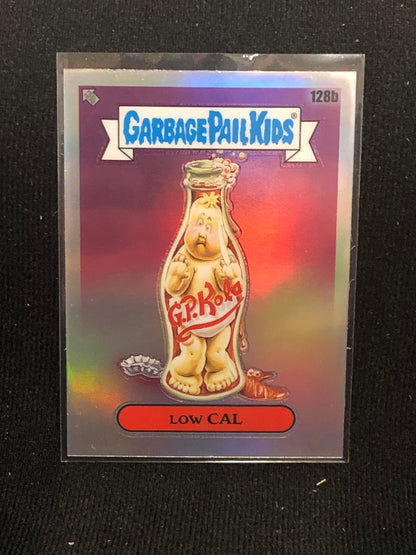 128b
GARBAGE PAIL KIDS®
G.P. Kola
LOW CAL